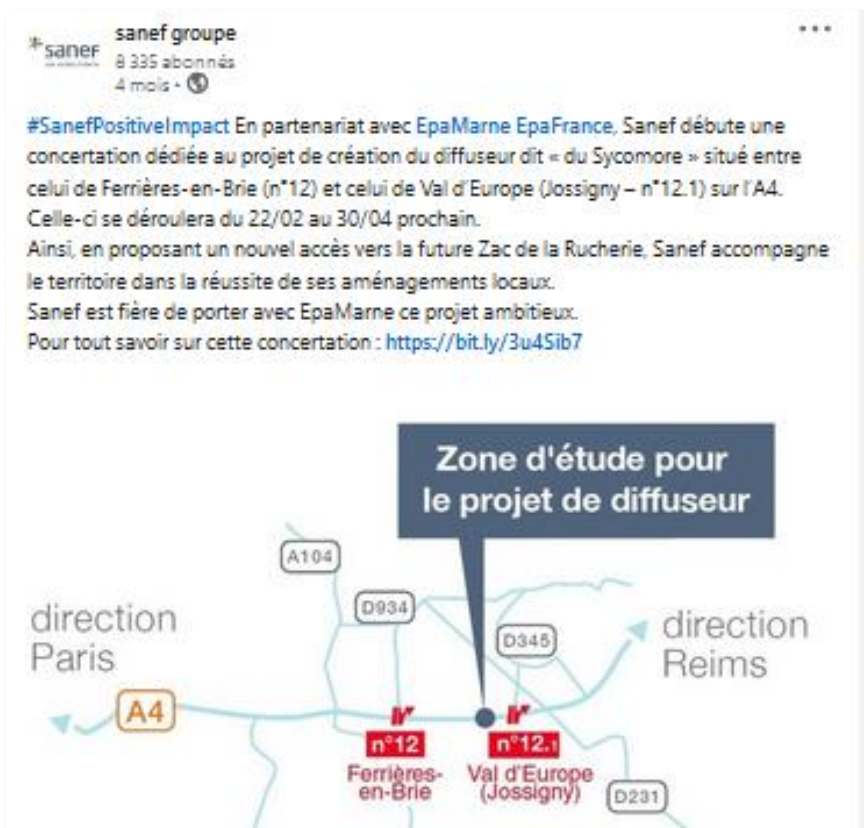 sanef
sanef groupe
8 335 abonnés
4 mois •
#SanefPositiveImpact En partenariat avec EpaMarne EpaFrance, Sanef débute une
concertation dédiée au projet de création du diffuseur dit « du Sycomore » situé entre
celui de Ferrières-en-Brie (n°12) et celui de Val d'Europe (Jossigny – n°12.1) sur l'A4.
Celle-ci se déroulera du 22/02 au 30/04 prochain.
Ainsi, en proposant un nouvel accès vers la future Zac de la Rucherie, Sanef accompagne
le territoire dans la réussite de ses aménagements locaux.
Sanef est fière de porter avec EpaMarne ce projet ambitieux.
Pour tout savoir sur cette concertation : https://bit.ly/3u4Sib7
Zone d'étude pour
le projet de diffuseur
A104
D934
D345
direction
Paris
direction
Reims
A4
n°12
n°12.1
Ferrières-
en-Brie
Val d'Europe
(Jossigny)
D231